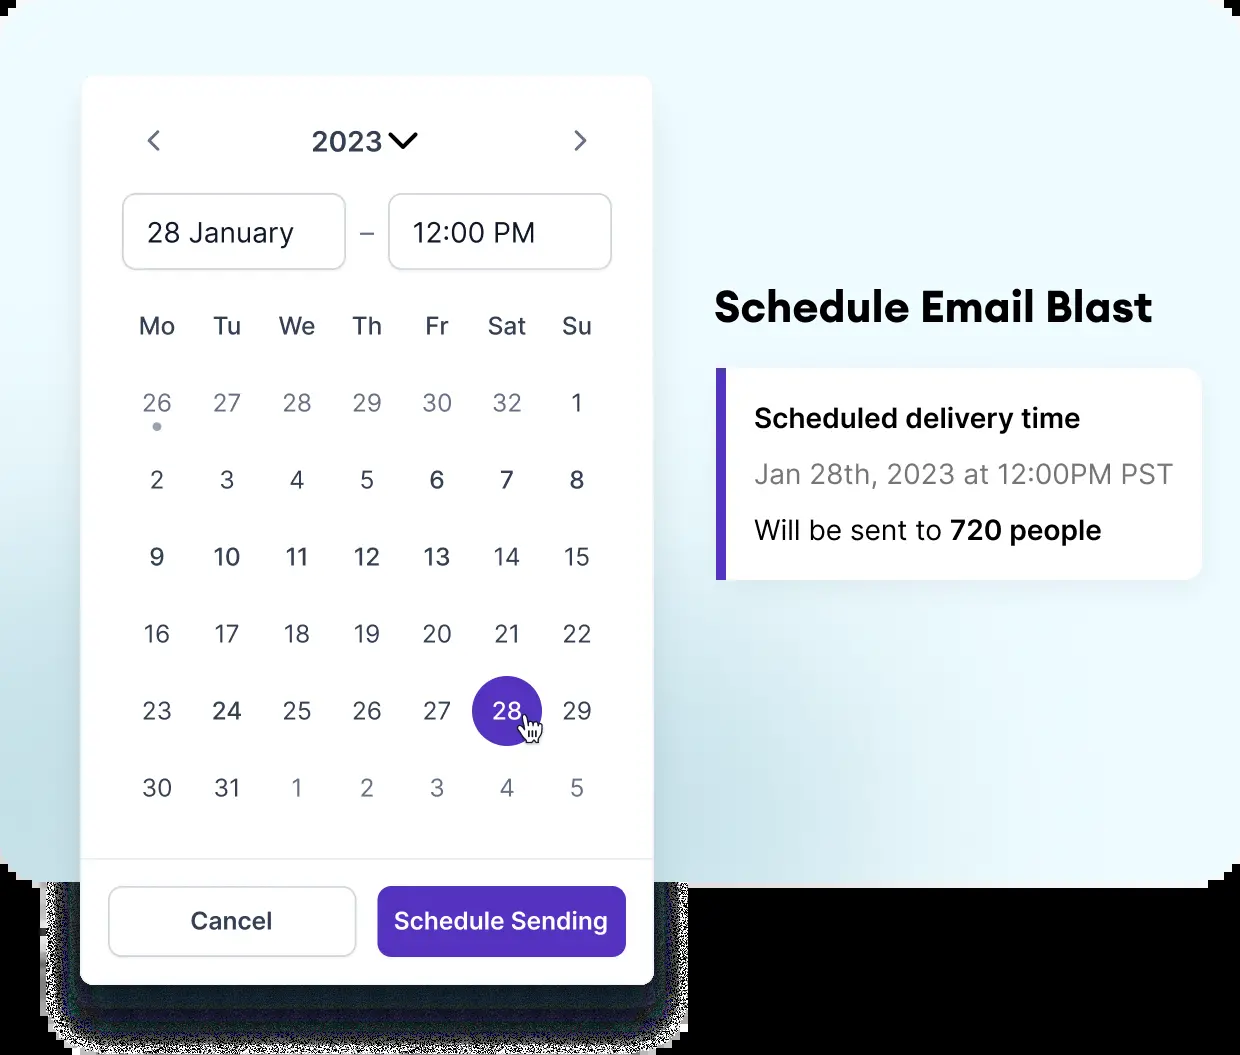 2023
28 January – 12:00 PM
Mo Tu We Th Fr Sat Su
26 27 28 29 30 32 1
2 3 4 5 6 7 8
9 10 11 12 13 14 15
16 17 18 19 20 21 22
23 24 25 26 27 28 29
30 31 1 2 3 4 5
Cancel Schedule Sending
Schedule Email Blast
Scheduled delivery time
Jan 28th, 2023 at 12:00PM PST
Will be sent to 720 people